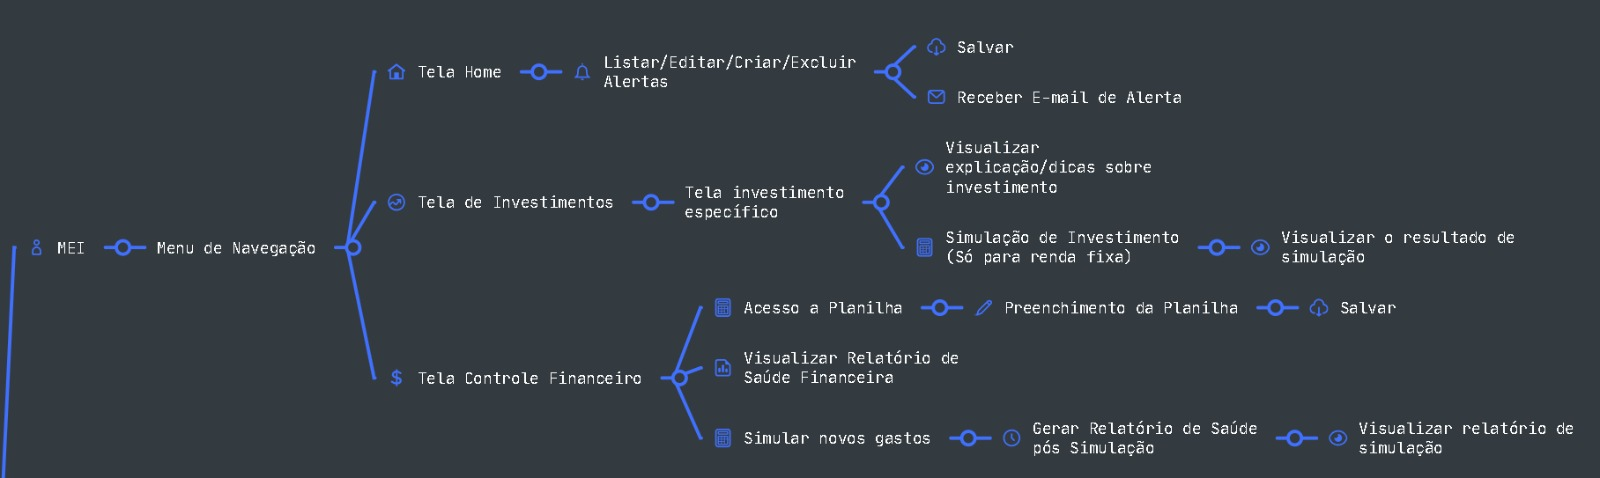 Salvar
Tela Home
Listar/Editar/Criar/Excluir
Alertas
Receber E-mail de Alerta
Visualizar
explicação/dicas sobre
investimento
Tela de Investimentos
Tela investimento
específico
MEI
Menu de Navegação
Simulação de Investimento
(Só para renda fixa)
Visualizar o resultado de
simulação
Acesso a Planilha
Preenchimento da Planilha
Salvar
Visualizar Relatório de
Saúde Financeira
$ Tela Controle Financeiro
Simular novos gastos
Gerar Relatório de Saúde
pós Simulação
Visualizar relatório de
simulação